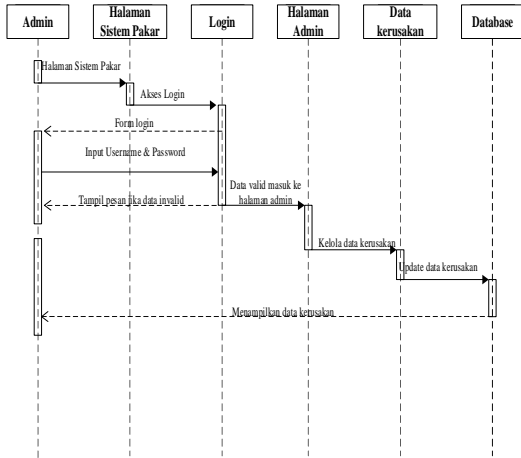 Admin
Halaman
Sistem Pakar
Login
Halaman
Admin
Data
kerusakan
Database
Halaman Sistem Pakar
Akses Login
Form login
Input Username & Password
Data valid masuk ke
halaman admin
Tampil pesan jika data invalid
Kelola data kerusakan
Update data kerusakan
Menampilkan data kerusakan